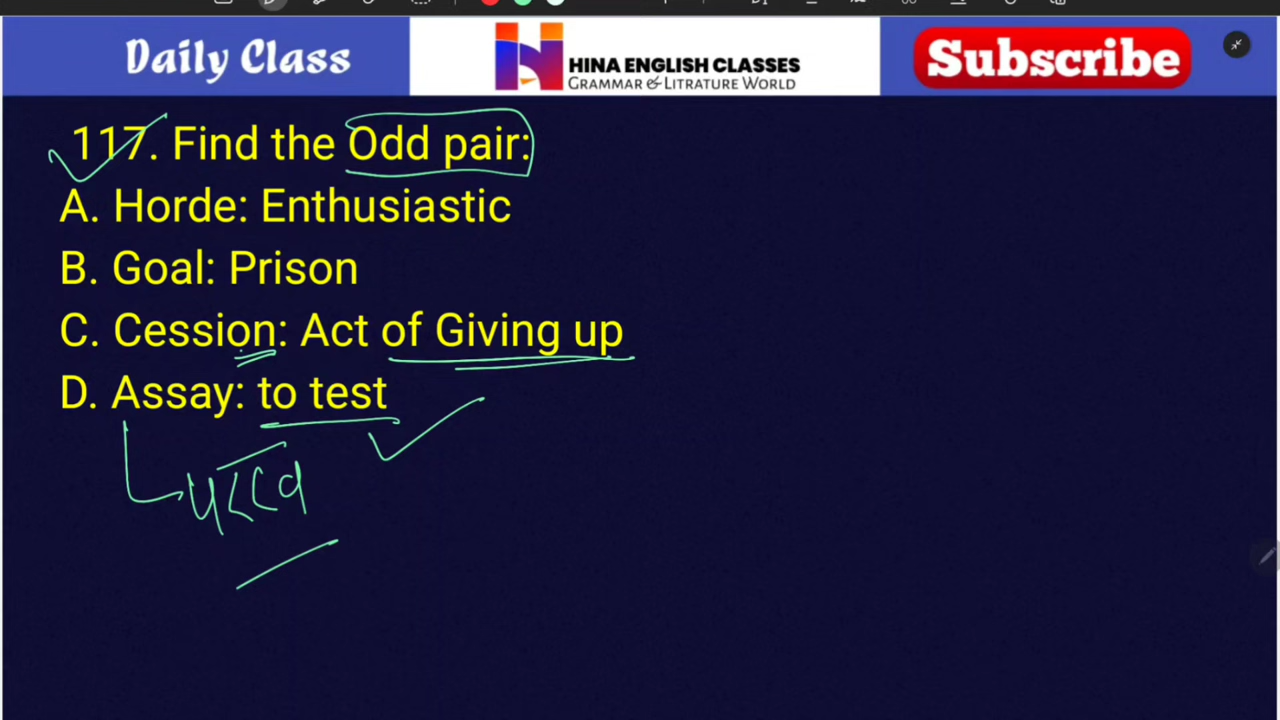 Daily Class
HINA ENGLISH CLASSES
GRAMMAR & LITRATURE WORLD
Subscribe
117. Find the Odd pair:
A. Horde: Enthusiastic
B. Goal: Prison
C. Cession: Act of Giving up
D. Assay: to test